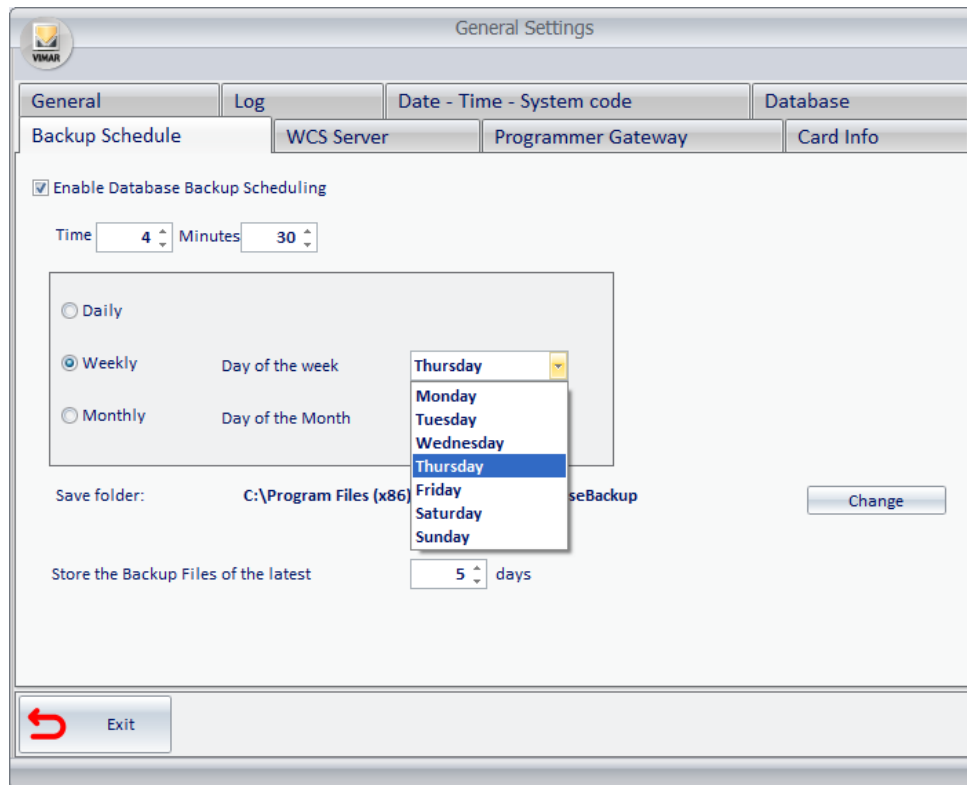 General Settings
VIMAR
General Log Date - Time - System code Database
Backup Schedule WCS Server Programmer Gateway Card Info
Enable Database Backup Scheduling
Time 4 Minutes 30
Daily
Weekly Day of the week Thursday
Monday
Tuesday
Monthly Day of the Month
Wednesday
Thursday
Friday
Saturday
Sunday
Save folder: C:\Program Files (x86) seBackup Change
Store the Backup Files of the latest 5 days
Exit